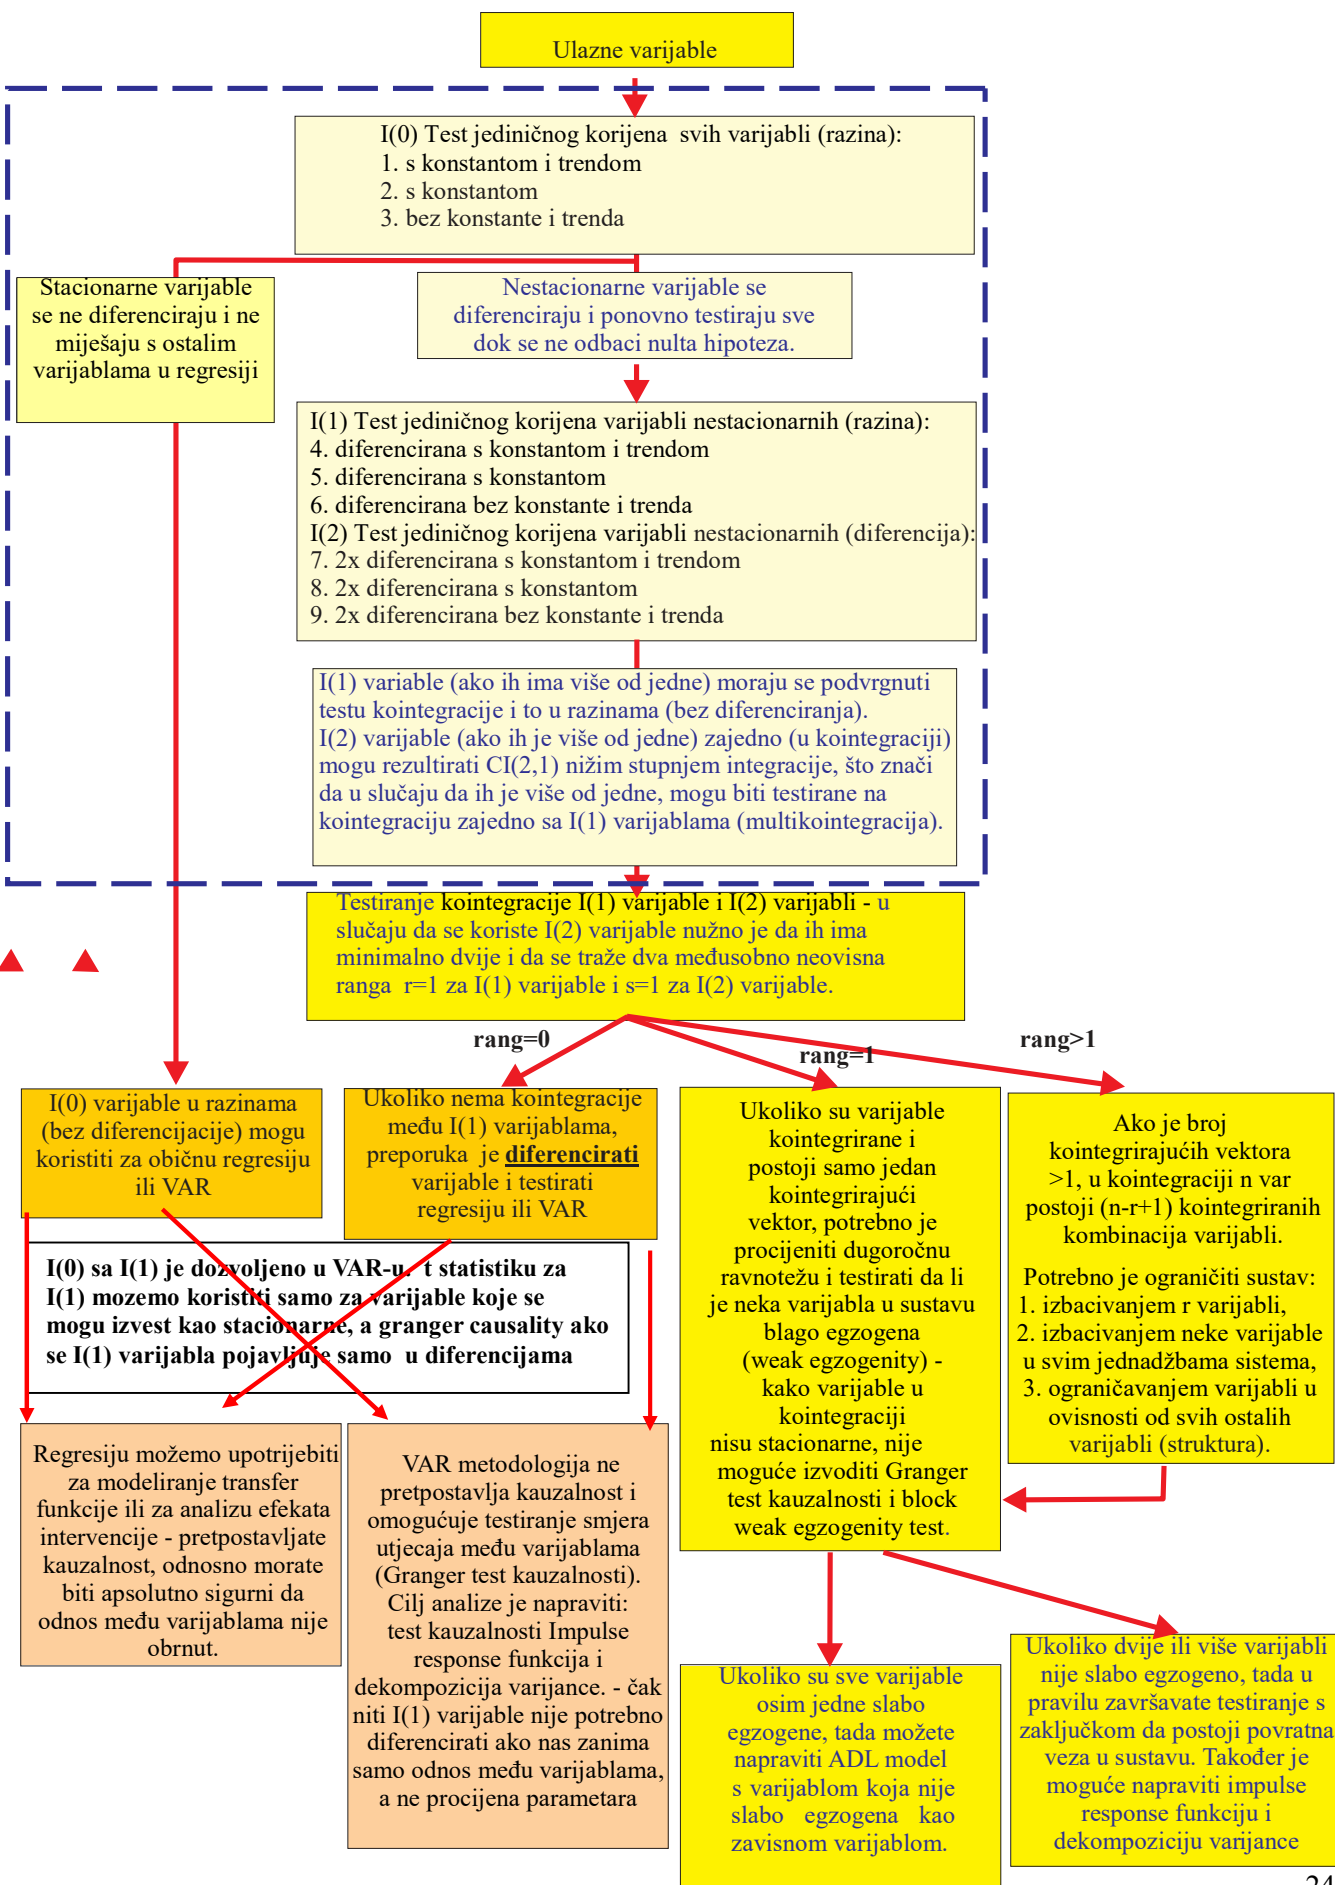 Ulazne varijable
I(0) Test jediničnog korijena svih varijabli (razina):
1. s konstantom i trendom
2. s konstantom
3. bez konstante i trenda
Stacionarne varijable
se ne diferenciraju i ne
miješaju s ostalim
varijablama u regresiji
Nestacionarne varijable se
diferenciraju i ponovno testiraju sve
dok se ne odbaci nulta hipoteza.
I(1) Test jediničnog korijena varijabli nestacionarnih (razina):
4. diferencirana s konstantom i trendom
5. diferencirana s konstantom
6. diferencirana bez konstante i trenda
I(2) Test jediničnog korijena varijabli nestacionarnih (diferencija):
7. 2x diferencirana s konstantom i trendom
8. 2x diferencirana s konstantom
9. 2x diferencirana bez konstante i trenda
I(1) variable (ako ih ima više od jedne) moraju se podvrgnuti
testu kointegracije i to u razinama (bez diferenciranja).
I(2) varijable (ako ih je više od jedne) zajedno (u kointegraciji)
mogu rezultirati CI(2,1) nižim stupnjem integracije, što znači
da u slučaju da ih je više od jedne, mogu biti testirane na
kointegraciju zajedno sa I(1) varijablama (multikointegracija).
Testiranje kointegracije I(1) varijable i I(2) varijabli - u
slučaju da se koriste I(2) varijable nužno je da ih ima
minimalno dvije i da se traže dva međusobno neovisna
ranga r=1 za I(1) varijable i s=1 za I(2) varijable.
rang=0
rang=1
rang>1
I(0) varijable u razinama
(bez diferencijacije) mogu
koristiti za običnu regresiju
ili VAR
Ukoliko nema kointegracije
među I(1) varijablama,
preporuka je diferencirati
varijable i testirati
regresiju ili VAR
Ukoliko su varijable
kointegrirane i
postoji samo jedan
kointegrirajući
vektor, potrebno je
procijeniti dugoročnu
ravnotežu i testirati da li
je neka varijabla u sustavu
blago egzogena
(weak egzogenity) -
kako varijable u
kointegraciji
nisu stacionarne, nije
moguće izvoditi Granger
test kauzalnosti i block
weak egzogenity test.
Ako je broj
kointegrirajućih vektora
>1, u kointegraciji n var
postoji (n-r+1) kointegriranih
kombinacija varijabli.
Potrebno je ograničiti sustav:
1. izbacivanjem r varijabli,
2. izbacivanjem neke varijable
u svim jednadžbama sistema,
3. ograničavanjem varijabli u
ovisnosti od svih ostalih
varijabli (struktura).
I(0) sa I(1) je dozvoljeno u VAR-u. t statistiku za
I(1) mozemo koristiti samo za varijable koje se
mogu izvest kao stacionarne, a granger causality ako
se I(1) varijabla pojavljuje samo u diferencijama
Regresiju možemo upotrijebiti
za modeliranje transfer
funkcije ili za analizu efekata
intervencije - pretpostavljate
kauzalnost, odnosno morate
biti apsolutno sigurni da
odnos među varijablama nije
obrnut.
VAR metodologija ne
pretpostavlja kauzalnost i
omogućuje testiranje smjera
utjecaja među varijablama
(Granger test kauzalnosti).
Cilj analize je napraviti:
test kauzalnosti Impulse
response funkcija i
dekompozicija varijance. - čak
niti I(1) varijable nije potrebno
diferencirati ako nas zanima
samo odnos među varijablama,
a ne procijena parametara
Ukoliko su sve varijable
osim jedne slabo
egzogene, tada možete
napraviti ADL model
s varijablom koja nije
slabo egzogena kao
zavisnom varijablom.
Ukoliko dvije ili više varijabli
nije slabo egzogeno, tada u
pravilu završavate testiranje s
zaključkom da postoji povratna
veza u sustavu. Također je
moguće napraviti impulse
response funkciju i
dekompoziciju varijance
24